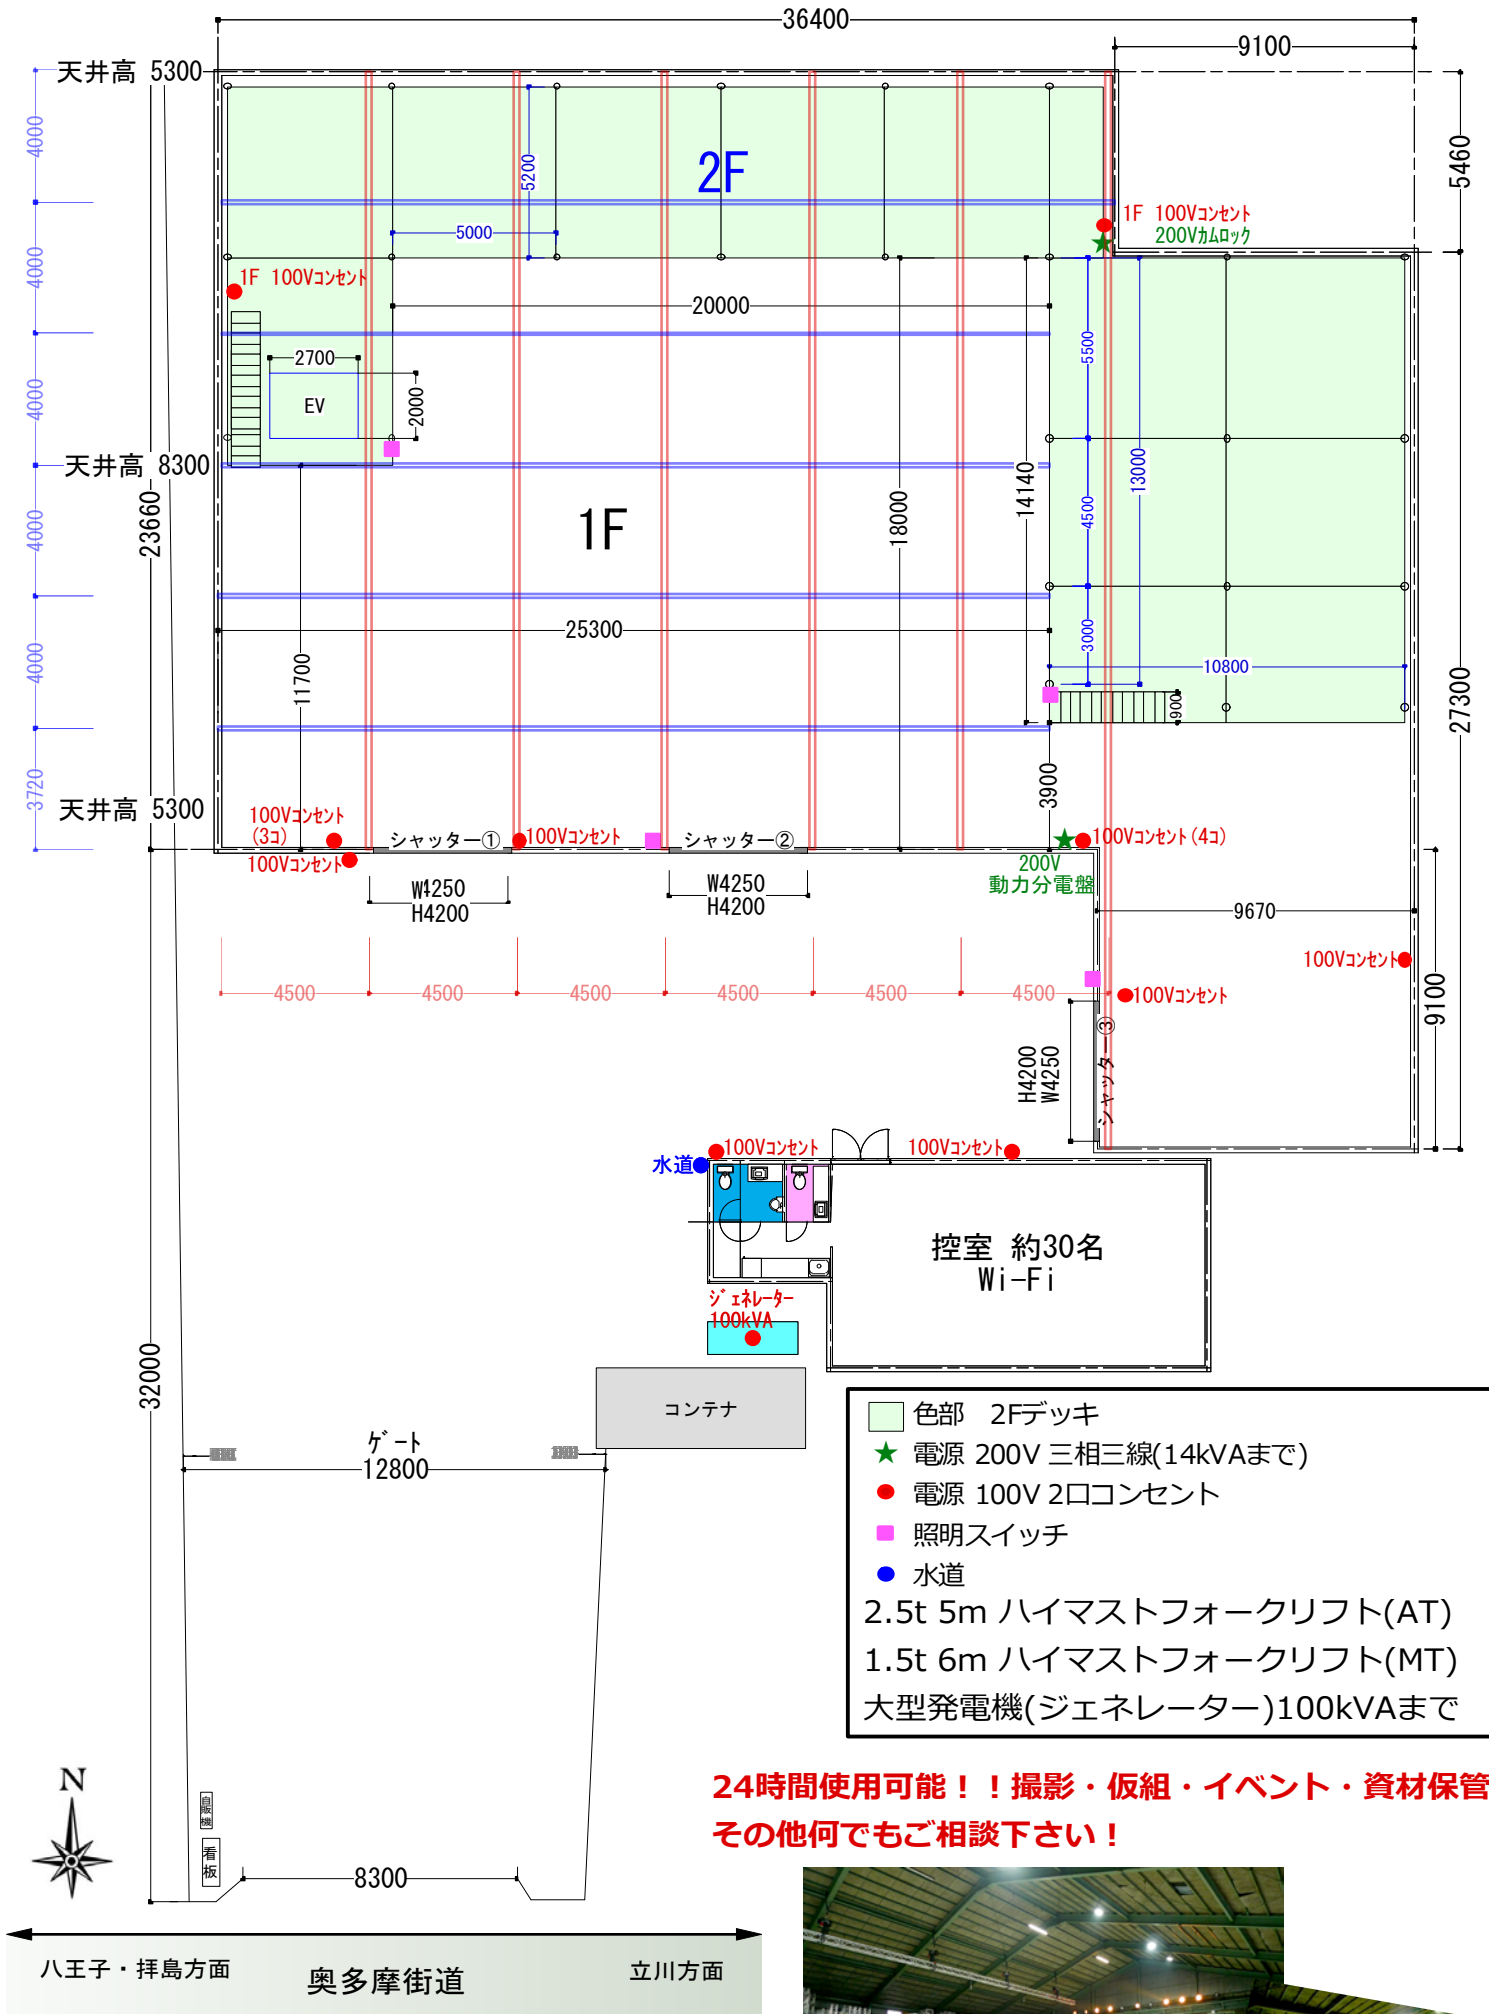 36400
9100
天井高 5300
4000
5460
2F
5200
1F 100Vコンセント
200Vカムロック
5000
4000
1F 100Vコンセント
20000
5500
2700
4000
EV
2000
天井高 8300
14140
13000
23660
18000
4500
4000
1F
25300
3000
4000
11700
10800
900
27300
3720
天井高 5300
3900
100Vコンセント
(3コ)
シャッター①
100Vコンセント
シャッター②
100Vコンセント(4コ)
100Vコンセント
200V
動力分電盤
W4250
H4200
W4250
H4200
9670
100Vコンセント
4500
4500
4500
4500
4500
4500
100Vコンセント
9100
H4200
W4250
シャッター③
100Vコンセント
100Vコンセント
水道
控室 約30名
Wi-Fi
ジェネレーター
100kVA
32000
コンテナ
ゲート
12800
色部 2Fデッキ
電源 200V 三相三線(14kVAまで)
電源 100V 2口コンセント
照明スイッチ
水道
2.5t 5m ハイマストフォークリフト(AT)
1.5t 6m ハイマストフォークリフト(MT)
大型発電機(ジェネレーター)100kVAまで
N
24時間使用可能！！撮影・仮組・イベント・資材保管
その他何でもご相談下さい！
自販機
看板
8300
八王子・拝島方面
奥多摩街道
立川方面